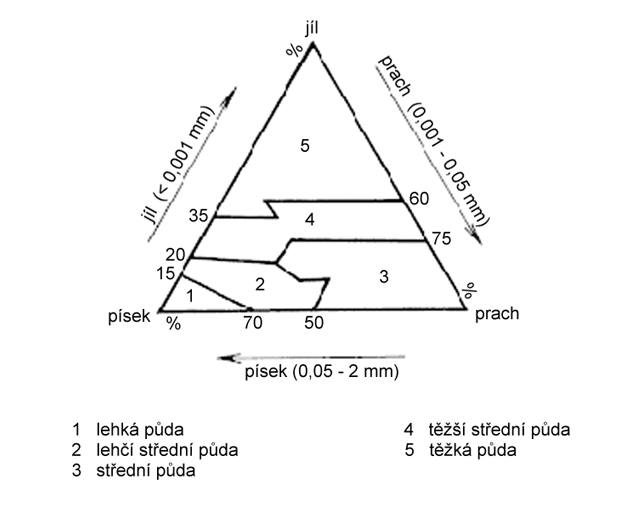 jíl
%
prach (0,001 - 0,05 mm)
jíl (< 0,001 mm)
5
60
35
4
75
20
15
2
3
1
%
písek
%
70
50
prach
písek (0,05 - 2 mm)
1 lehká půda
2 lehčí střední půda
3 střední půda
4 těžší střední půda
5 těžká půda